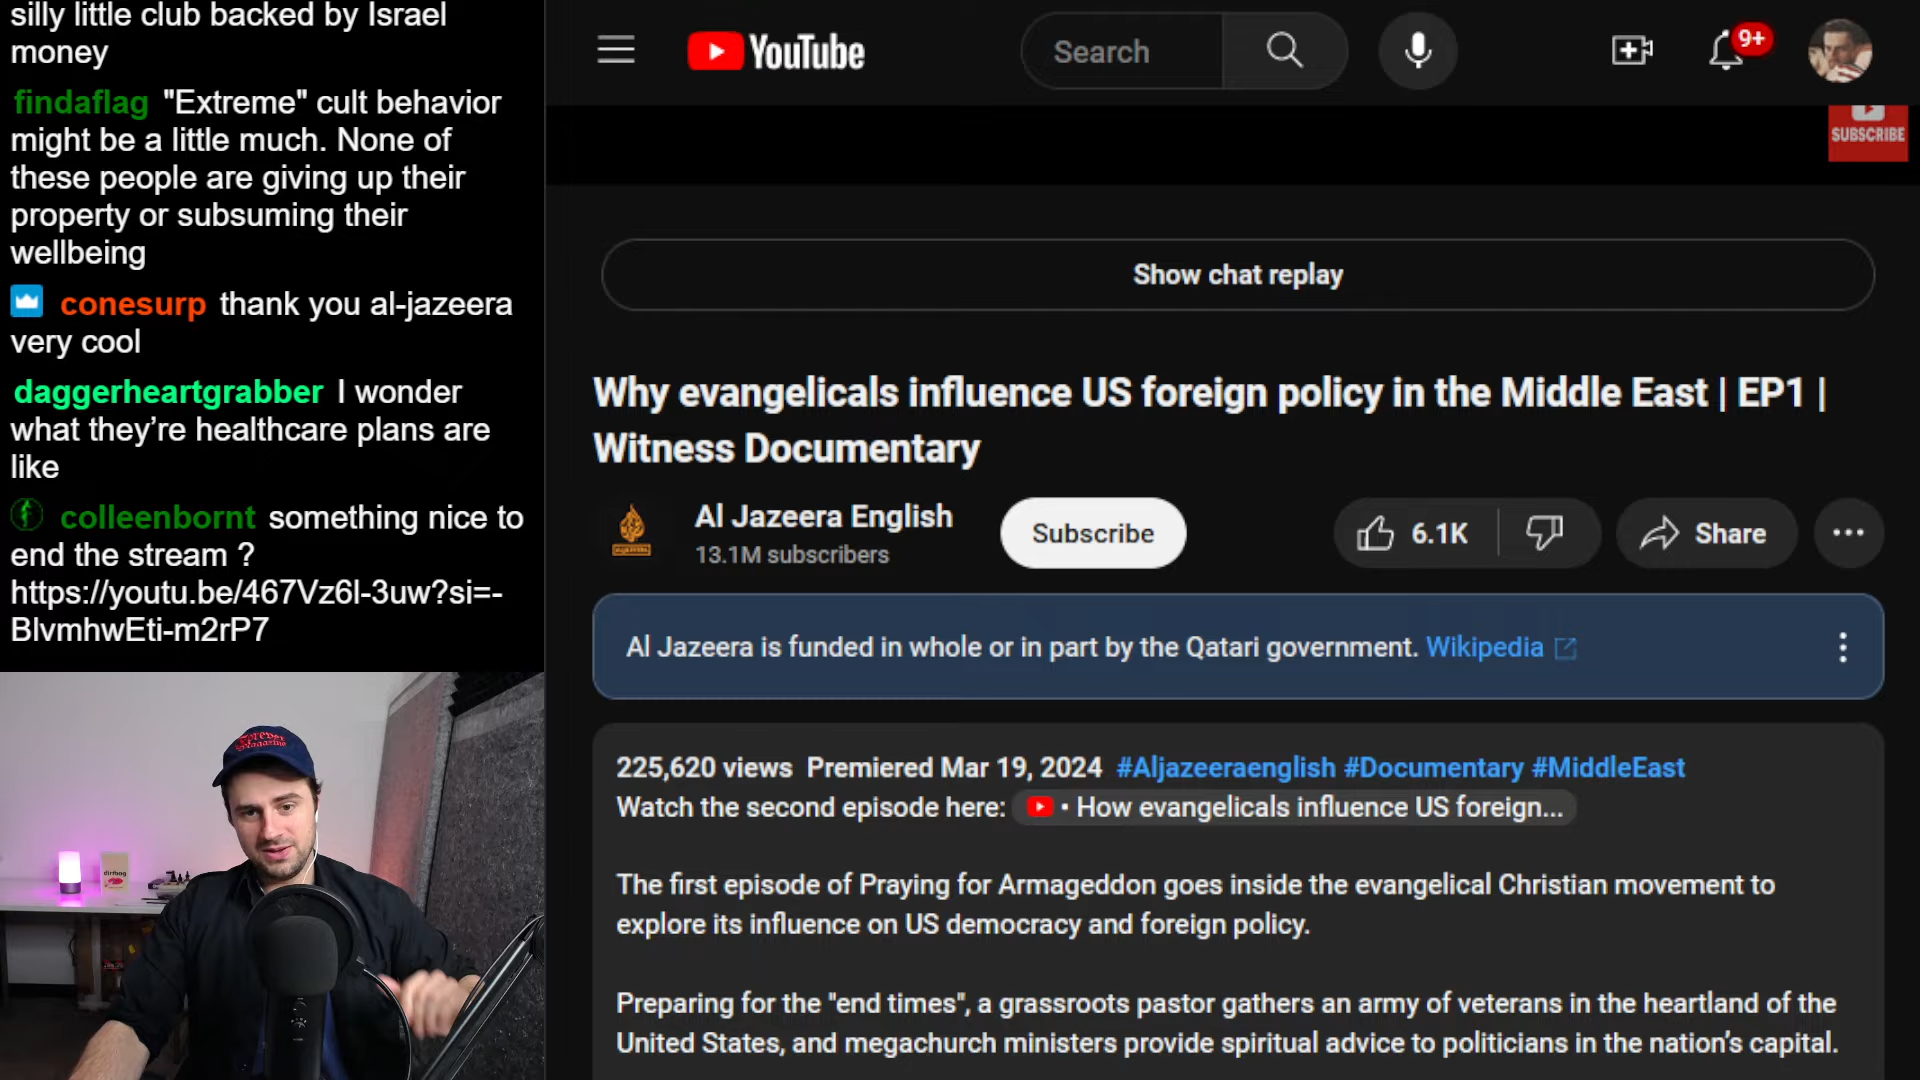 silly little club backed by Israel
money
findaflag "Extreme" cult behavior
might be a little much. None of
these people are giving up their
property or subsuming their
wellbeing
conesurp thank you al-jazeera
very cool
daggerheartgrabber I wonder
what they’re healthcare plans are
like
colleenbornt something nice to
end the stream ?
https://youtu.be/467Vz6l-3uw?si=-
BlvmhwEti-m2rP7
Forever
Magazine
dirtbag
YouTube
Search
9+
SUBSCRIBE
Show chat replay
Why evangelicals influence US foreign policy in the Middle East | EP1 |
Witness Documentary
ALJAZEERA
Al Jazeera English
13.1M subscribers
Subscribe
6.1K
Share
Al Jazeera is funded in whole or in part by the Qatari government. Wikipedia
225,620 views Premiered Mar 19, 2024 #Aljazeeraenglish #Documentary #MiddleEast
Watch the second episode here: • How evangelicals influence US foreign...
The first episode of Praying for Armageddon goes inside the evangelical Christian movement to
explore its influence on US democracy and foreign policy.
Preparing for the "end times", a grassroots pastor gathers an army of veterans in the heartland of the
United States, and megachurch ministers provide spiritual advice to politicians in the nation’s capital.